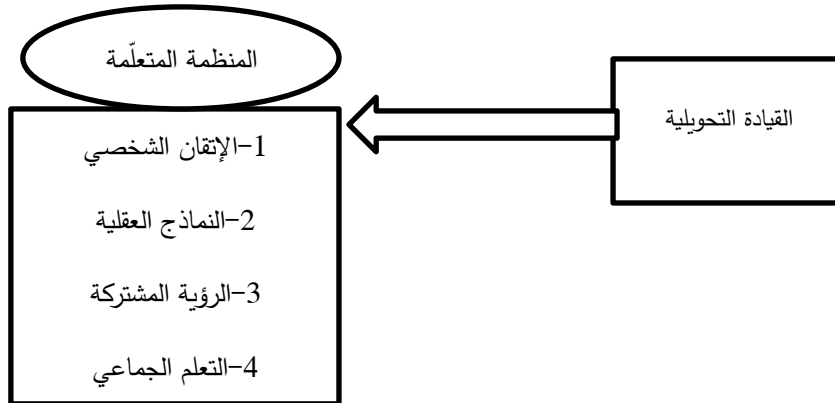 المنظمة المتعلّمة
القيادة التحويلية
1-الإتقان الشخصي
2-النماذج العقلية
3-الرؤية المشتركة
4-التعلم الجماعي